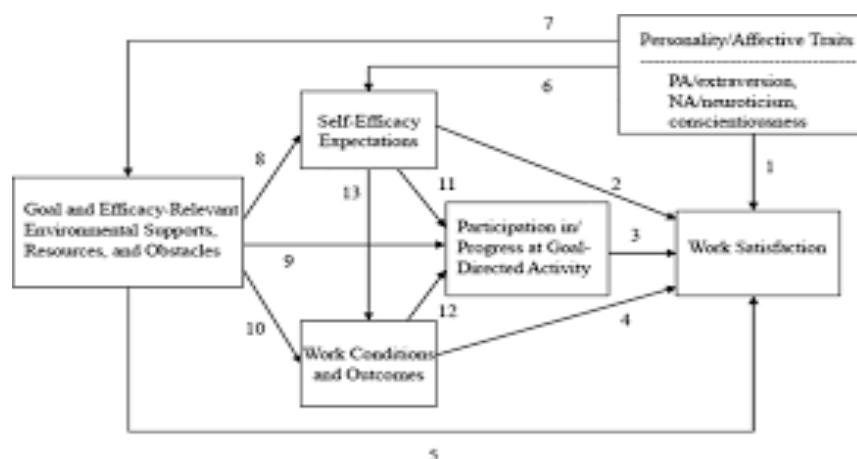 7
Personality/Affective Traits
PA/extraversion,
NA/neuroticism,
conscientiousness
6
Self-Efficacy
Expectations
8
1
2
11
13
Goal and Efficacy-Relevant
Environmental Supports,
Resources, and Obstacles
Participation in/
Progress at Goal-
Directed Activity
3
Work Satisfaction
9
10
12
4
Work Conditions
and Outcomes
5